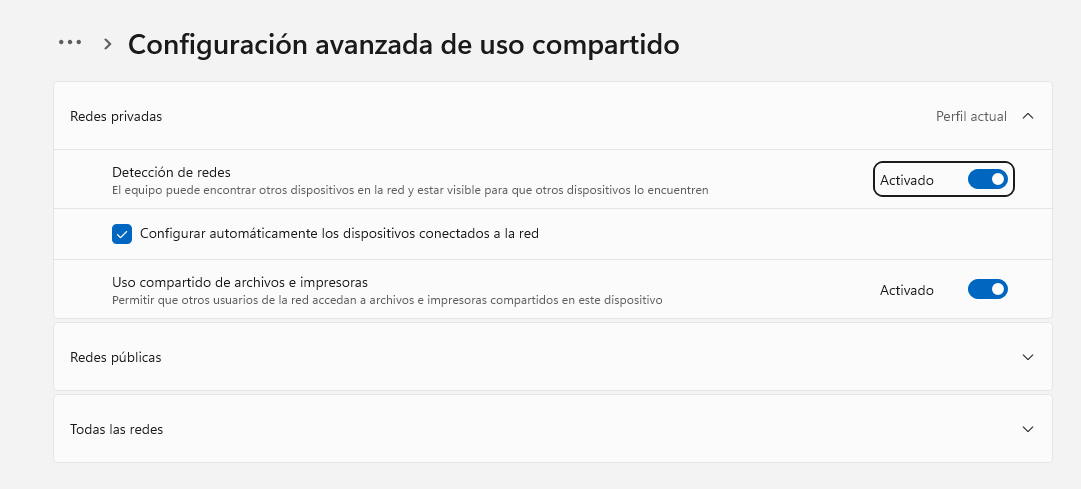 ... > Configuración avanzada de uso compartido
Redes privadas
Perfil actual
Detección de redes
El equipo puede encontrar otros dispositivos en la red y estar visible para que otros dispositivos lo encuentren
Activado
Configurar automáticamente los dispositivos conectados a la red
Uso compartido de archivos e impresoras
Permitir que otros usuarios de la red accedan a archivos e impresoras compartidos en este dispositivo
Activado
Redes públicas
Todas las redes